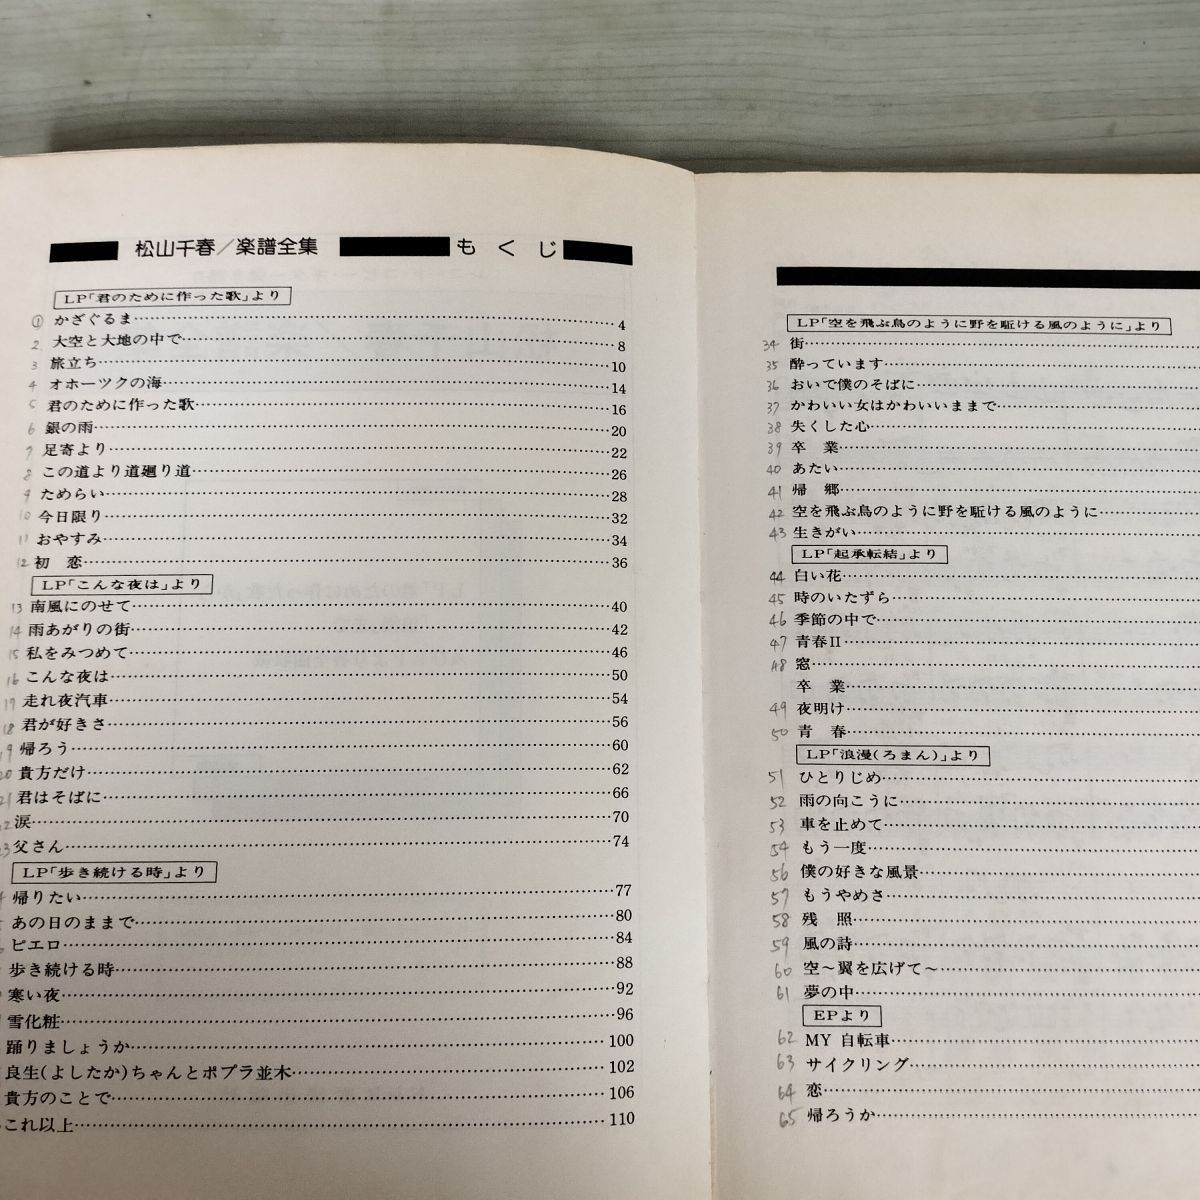 松山千春／楽譜全集 もくじ
LP「君のために作った歌」より
① かざぐるま 4
2 大空と大地の中で 8
3 旅立ち 10
4 オホーツクの海 14
5 君のために作った歌 16
6 銀の雨 20
7 足寄より 22
8 この道より道廻り道 26
9 ためらい 28
10 今日限り 32
11 おやすみ 34
12 初 恋 36
LP「こんな夜は」より
13 南風にのせて 40
14 雨あがりの街 42
15 私をみつめて 46
16 こんな夜は 50
17 走れ夜汽車 54
18 君が好きさ 56
19 帰ろう 60
20 貴方だけ 62
21 君はそばに 66
2 涙 70
23 父さん 74
LP「歩き続ける時」より
帰りたい 77
あの日のままで 80
ピエロ 84
歩き続ける時 88
寒い夜 92
雪化粧 96
踊りましょうか 100
良生(よしたか)ちゃんとポプラ並木 102
貴方のことで 106
これ以上 110
LP「空を飛ぶ鳥のように野を駈ける風のように」より
34 街
35 酔っています
36 おいで僕のそばに
37 かわいい女はかわいいままで
38 失くした心
39 卒 業
40 あたい
41 帰 郷
42 空を飛ぶ鳥のように野を駈ける風のように
43 生きがい
LP「起承転結」より
44 白い花
45 時のいたずら
46 季節の中で
47 青春II
48 窓
卒 業
49 夜明け
50 青 春
LP「浪漫(ろまん)」より
51 ひとりじめ
52 雨の向こうに
53 車を止めて
54 もう一度
56 僕の好きな風景
57 もうやめさ
58 残 照
59 風の詩
60 空～翼を広げて～
61 夢の中
EPより
62 MY 自転車
63 サイクリング
64 恋
65 帰ろうか